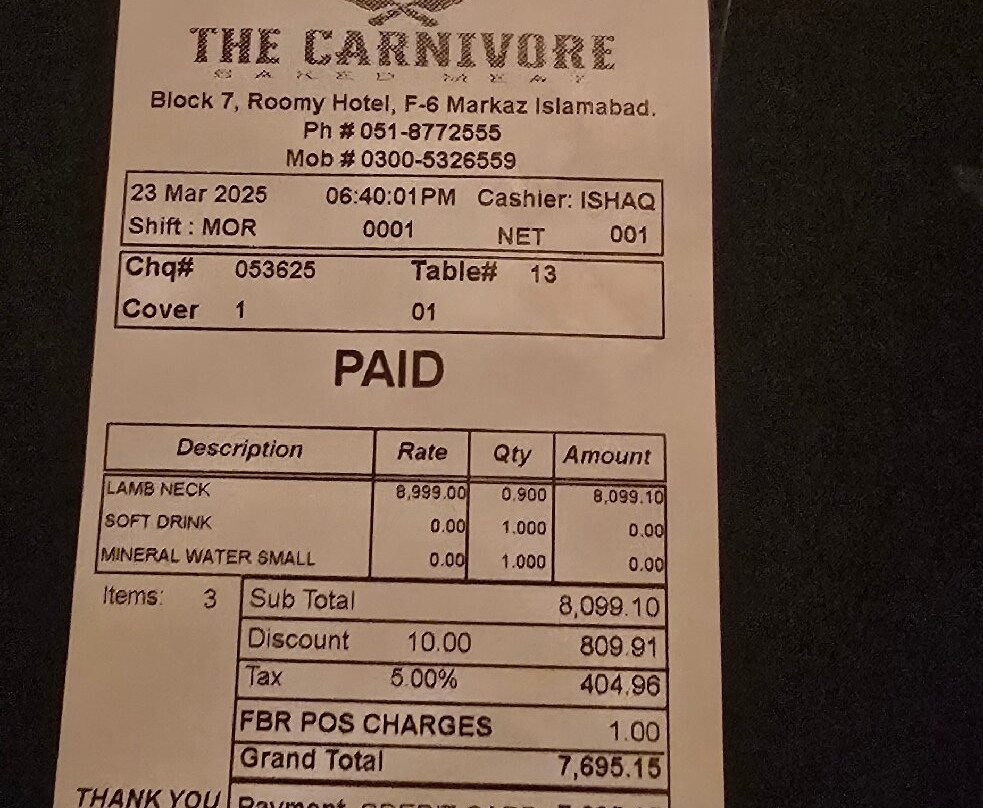 THE CARNIVORE
BAKED MEAT
Block 7, Roomy Hotel, F-6 Markaz Islamabad.
Ph # 051-8772555
Mob # 0300-5326559
23 Mar 2025 06:40:01PM Cashier: ISHAQ
Shift : MOR 0001 NET 001
Chq# 053625 Table# 13
Cover 1 01
PAID
Description Rate Qty Amount
LAMB NECK 8,999.00 0.900 8,099.10
SOFT DRINK 0.00 1.000 0.00
MINERAL WATER SMALL 0.00 1.000 0.00
Items: 3 Sub Total 8,099.10
Discount 10.00 809.91
Tax 5.00% 404.96
FBR POS CHARGES 1.00
Grand Total 7,695.15
THANK YOU Payment CREDIT CARD